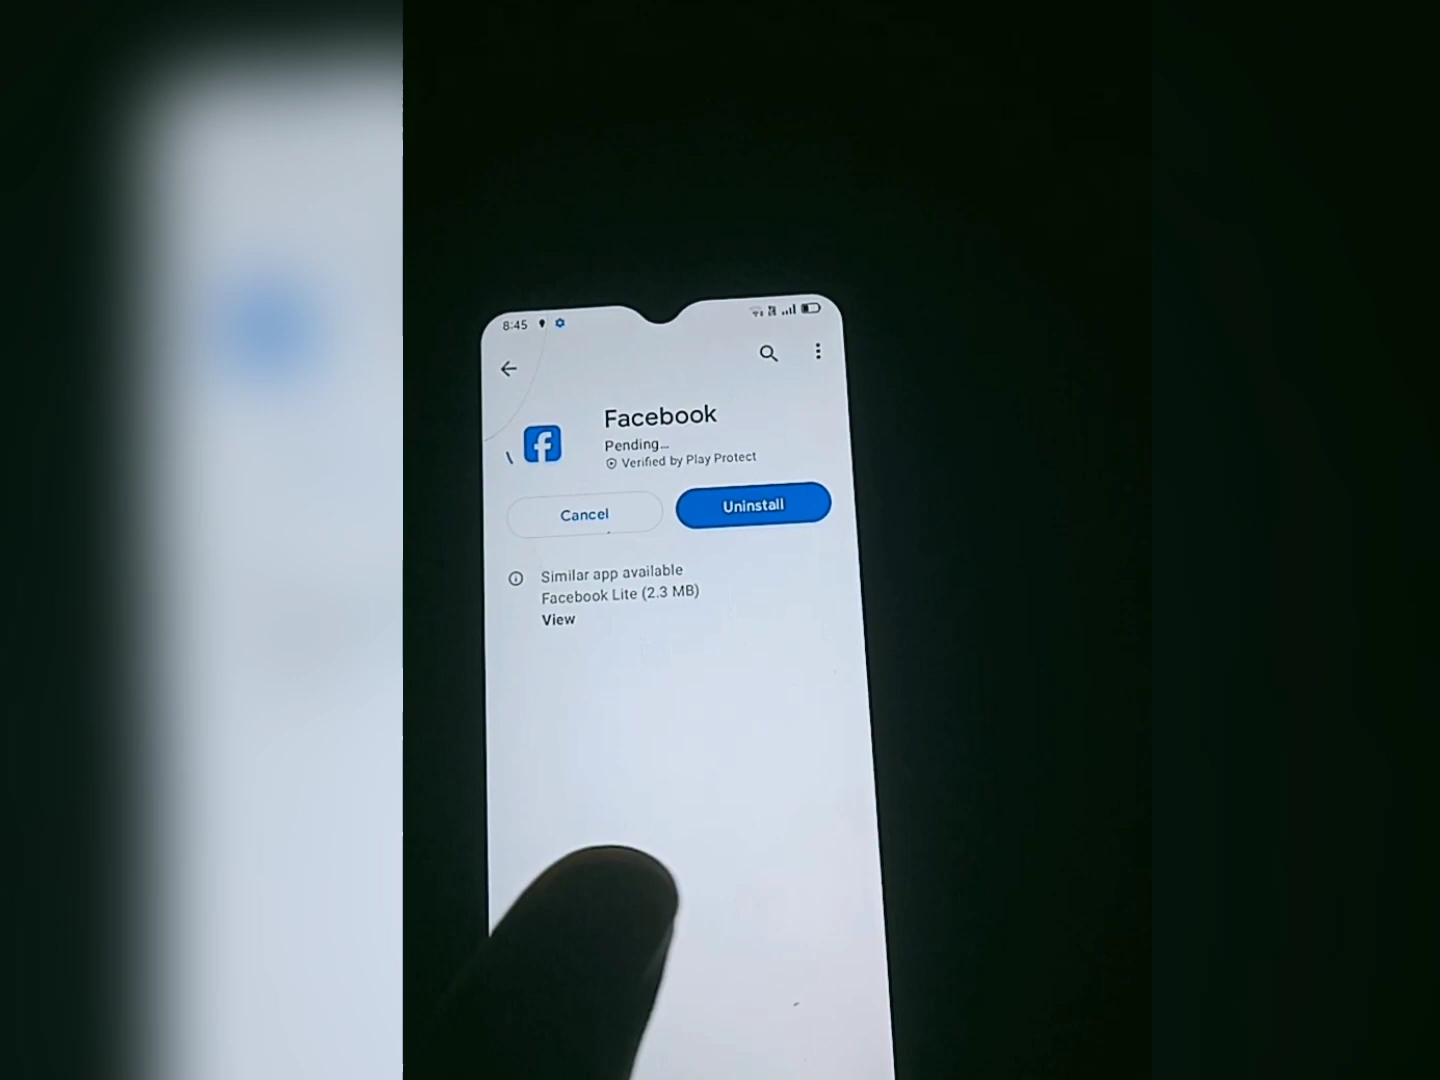 8:45
Facebook
Pending...
Verified by Play Protect
Cancel
Uninstall
Similar app available
Facebook Lite (2.3 MB)
View